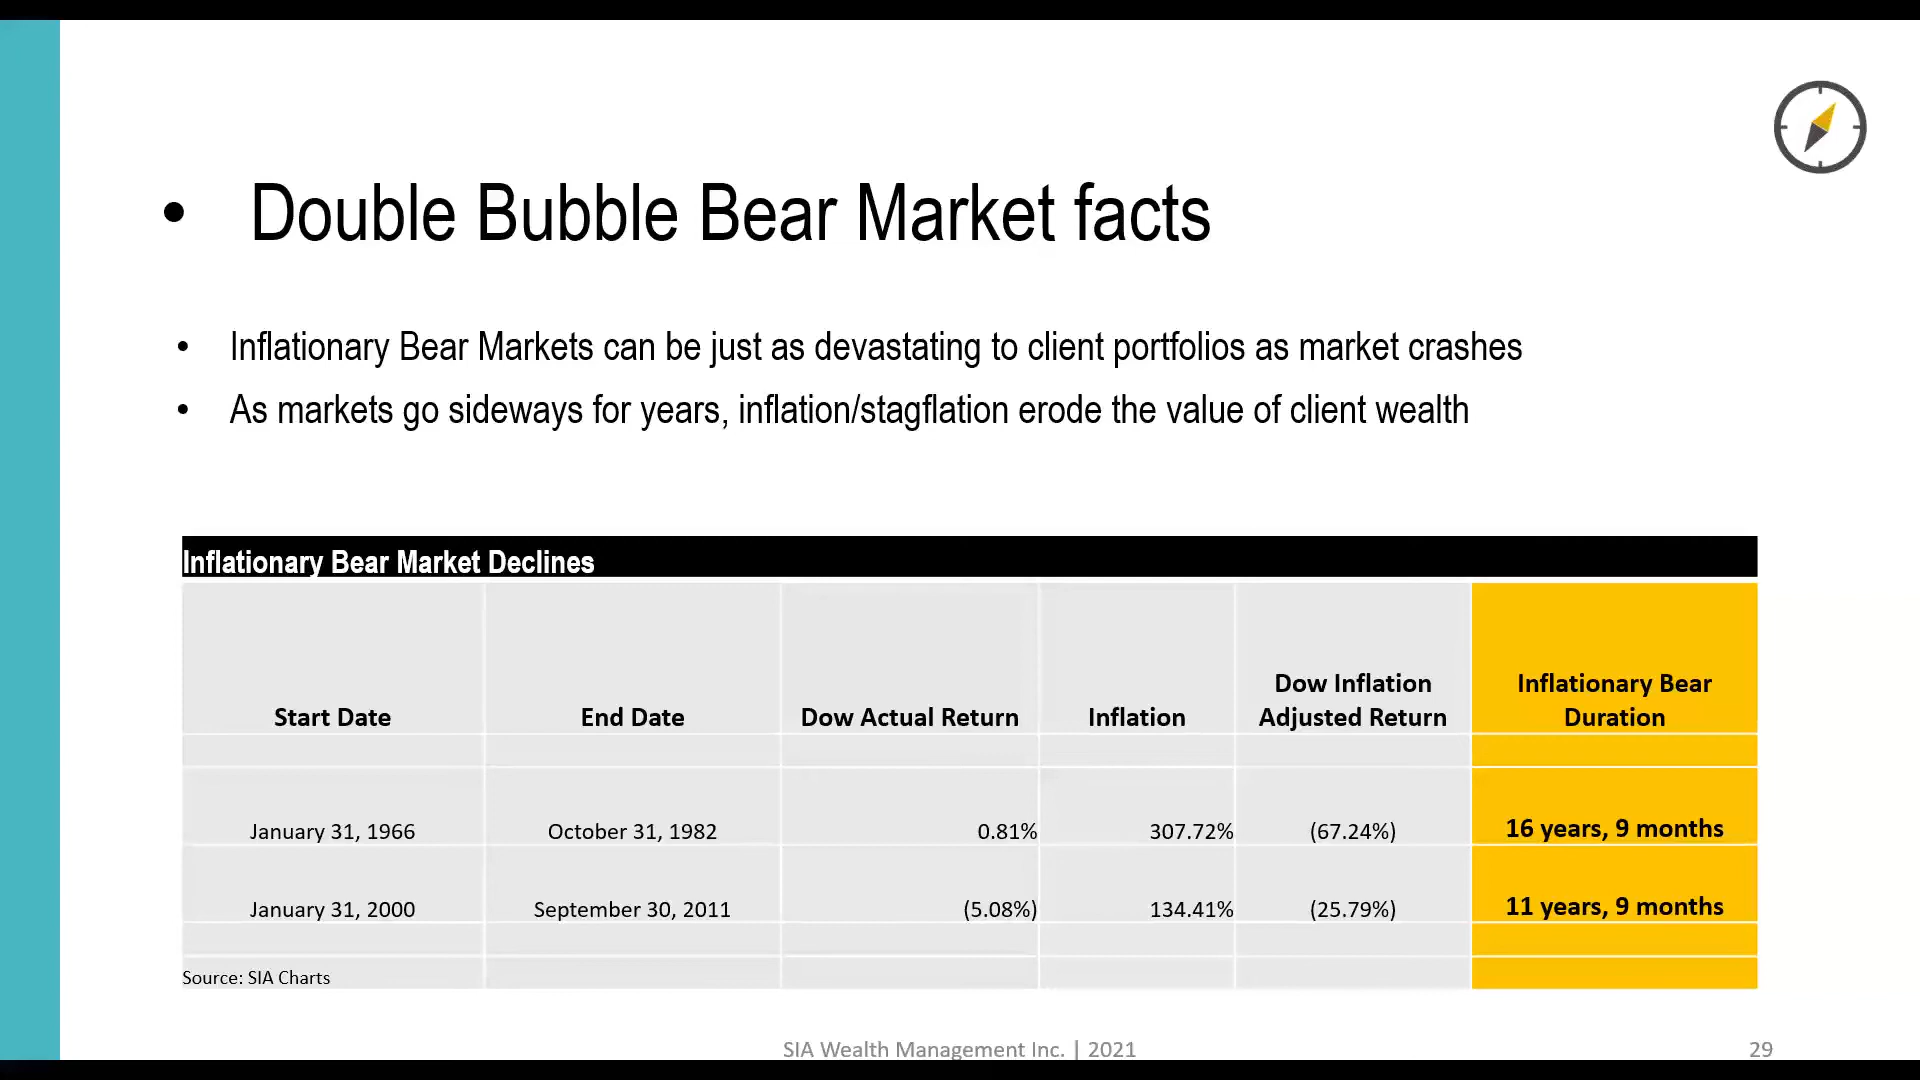 • Double Bubble Bear Market facts
• Inflationary Bear Markets can be just as devastating to client portfolios as market crashes
• As markets go sideways for years, inflation/stagflation erode the value of client wealth
Inflationary Bear Market Declines
Start Date End Date Dow Actual Return Inflation Dow Inflation Adjusted Return Inflationary Bear Duration
January 31, 1966 October 31, 1982 0.81% 307.72% (67.24%) 16 years, 9 months
January 31, 2000 September 30, 2011 (5.08%) 134.41% (25.79%) 11 years, 9 months
Source: SIA Charts
SIA Wealth Management Inc. | 2021 29